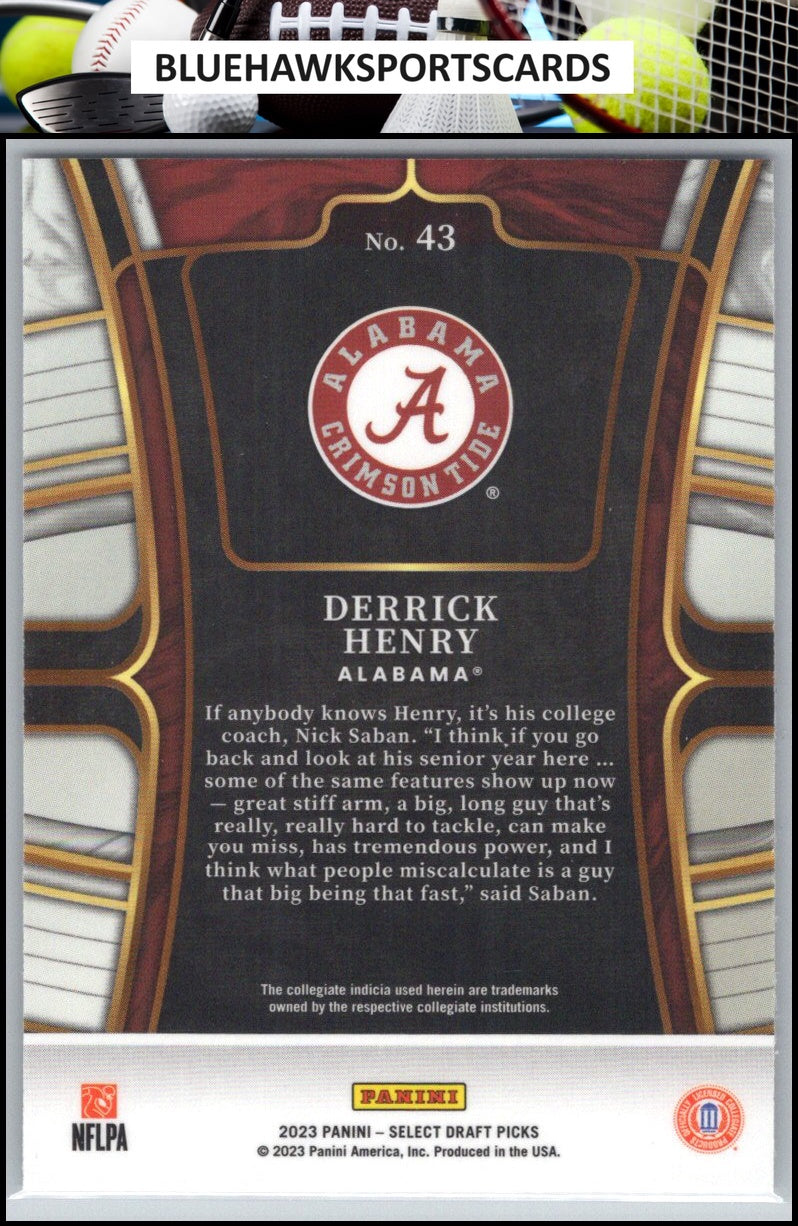 BLUEHAWKSPORTSCARDS
No. 43
ALABAMA
A
CRIMSON TIDE
®
DERRICK
HENRY
ALABAMA®
If anybody knows Henry, it's his college
coach, Nick Saban. “I think if you go
back and look at his senior year here ...
some of the same features show up now
— great stiff arm, a big, long guy that's
really, really hard to tackle, can make
you miss, has tremendous power, and I
think what people miscalculate is a guy
that big being that fast,” said Saban.
The collegiate indicia used herein are trademarks
owned by the respective collegiate institutions.
NFLPA
PANINI
2023 PANINI – SELECT DRAFT PICKS
© 2023 Panini America, Inc. Produced in the USA.
OFFICIALLY LICENSED COLLEGIATE PRODUCTS